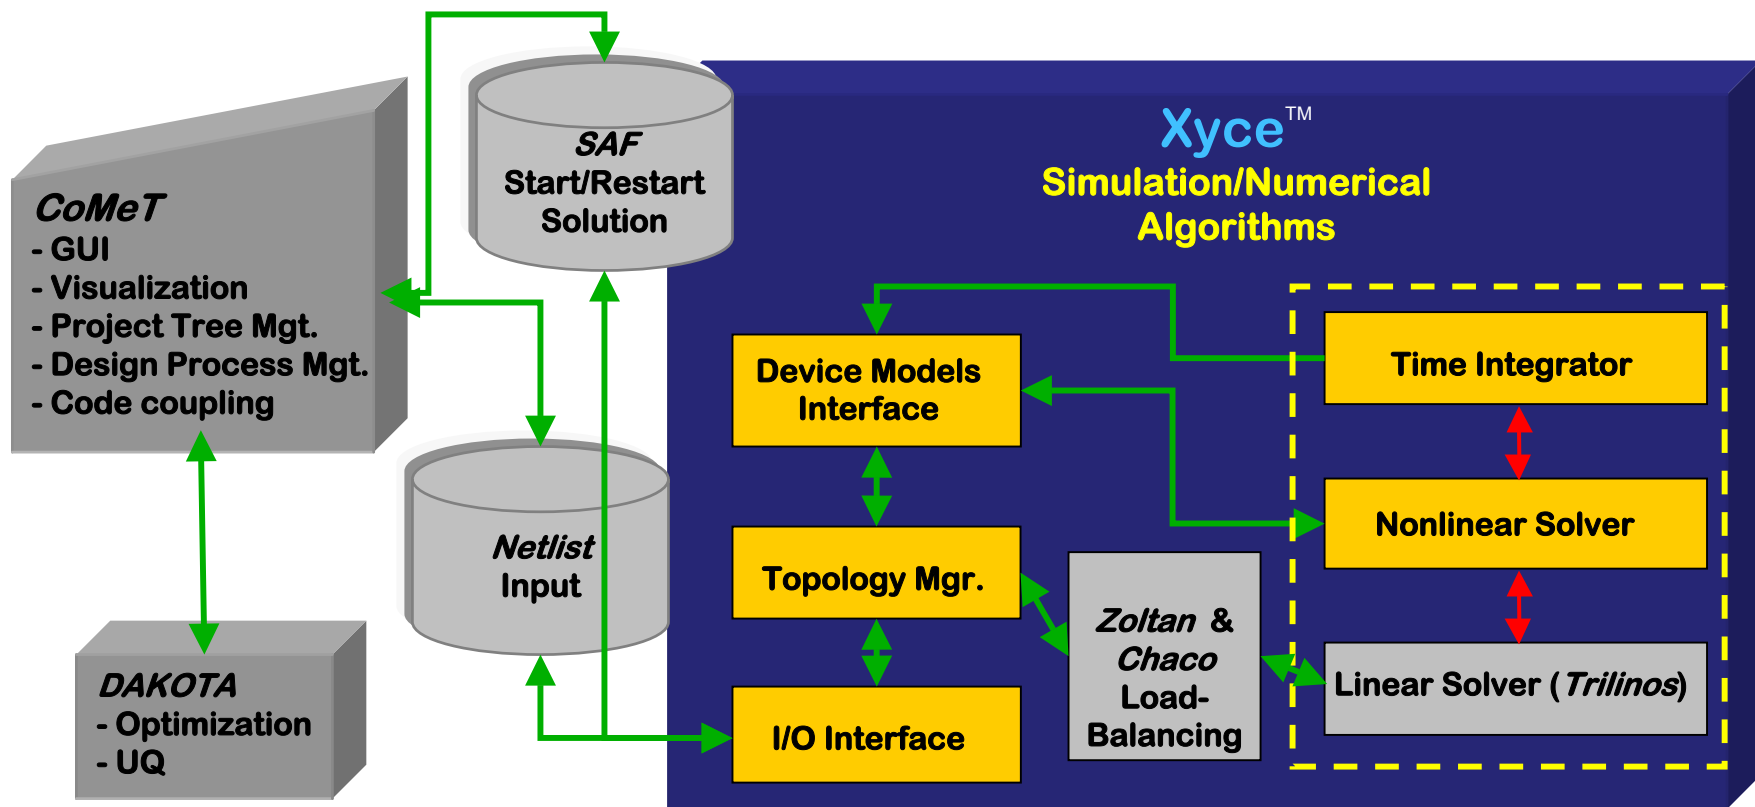 CoMeT
- GUI
- Visualization
- Project Tree Mgt.
- Design Process Mgt.
- Code coupling
DAKOTA
- Optimization
- UQ
SAF
Start/Restart
Solution
Netlist
Input
Xyce™
Simulation/Numerical
Algorithms
Device Models
Interface
Topology Mgr.
I/O Interface
Zoltan & 
Chaco
Load-
Balancing
Time Integrator
Nonlinear Solver
Linear Solver (Trilinos)